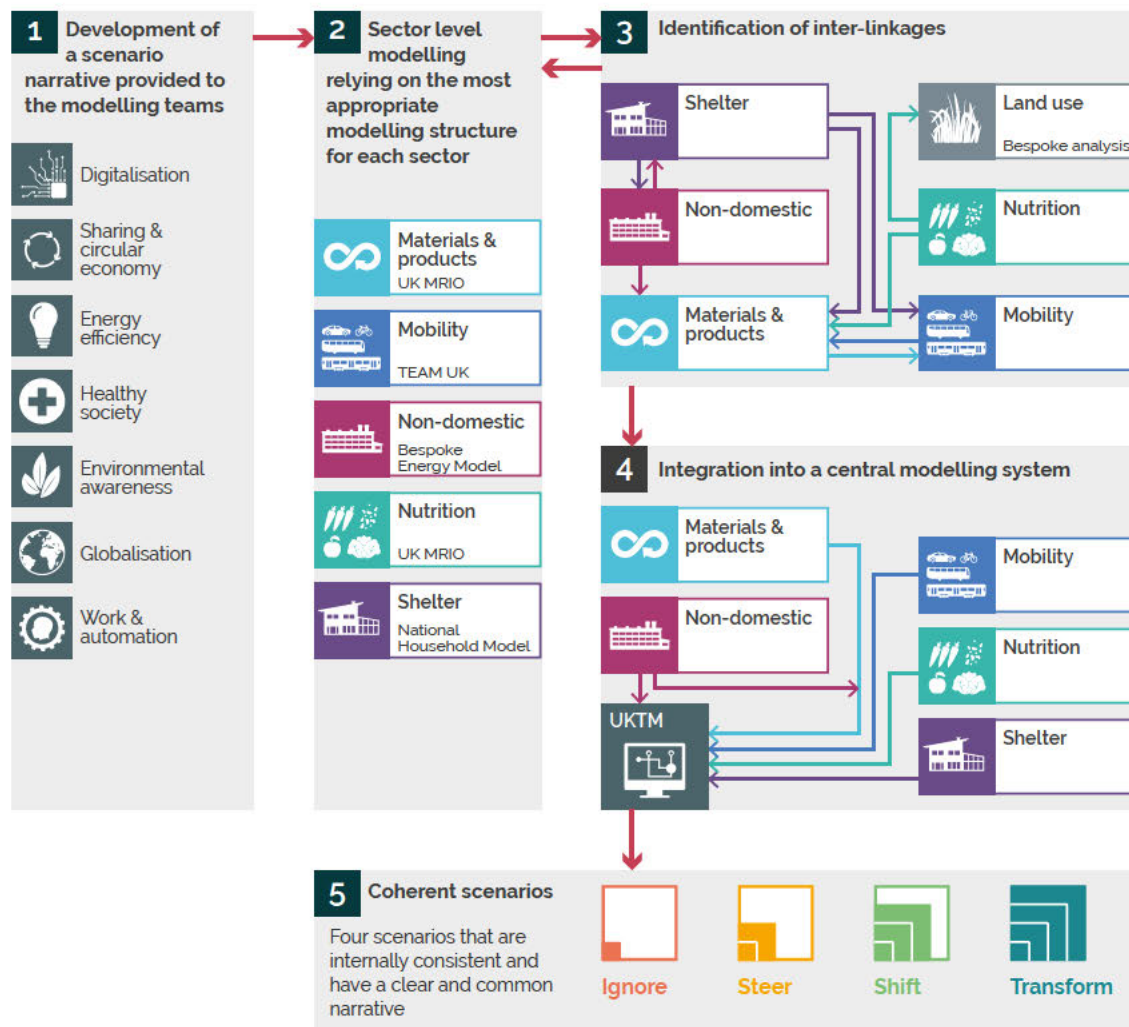 1 Development of
a scenario
narrative provided to
the modelling teams
Digitalisation
Sharing &
circular
economy
Energy
efficiency
Healthy
society
Environmental
awareness
Globalisation
Work &
automation
2 Sector level
modelling
relying on the most
appropriate
modelling structure
for each sector
Materials &
products
UK MRIO
Mobility
TEAM UK
Non-domestic
Bespoke
Energy Model
Nutrition
UK MRIO
Shelter
National
Household Model
3 Identification of inter-linkages
Shelter
Non-domestic
Materials &
products
Land use
Bespoke analysis
Nutrition
Mobility
4 Integration into a central modelling system
Materials &
products
Non-domestic
UKTM
Mobility
Nutrition
Shelter
5 Coherent scenarios
Four scenarios that are
internally consistent and
have a clear and common
narrative
Ignore
Steer
Shift
Transform